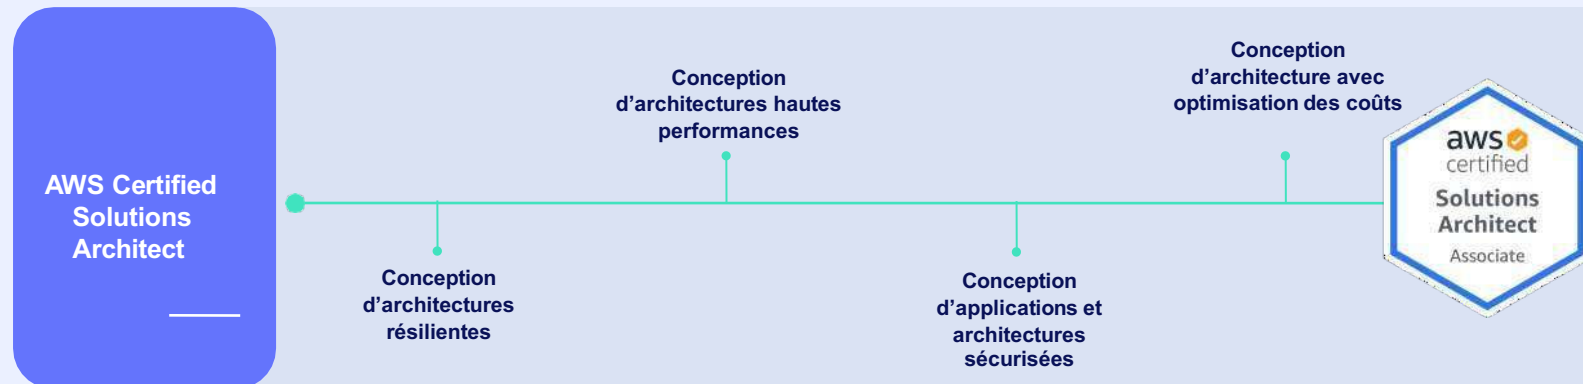 AWS Certified
Solutions
Architect
Conception
d’architectures
résilientes
Conception
d’architectures hautes
performances
Conception
d’applications et
architectures
sécurisées
Conception
d’architecture avec
optimisation des coûts
aws
certified
Solutions
Architect
Associate